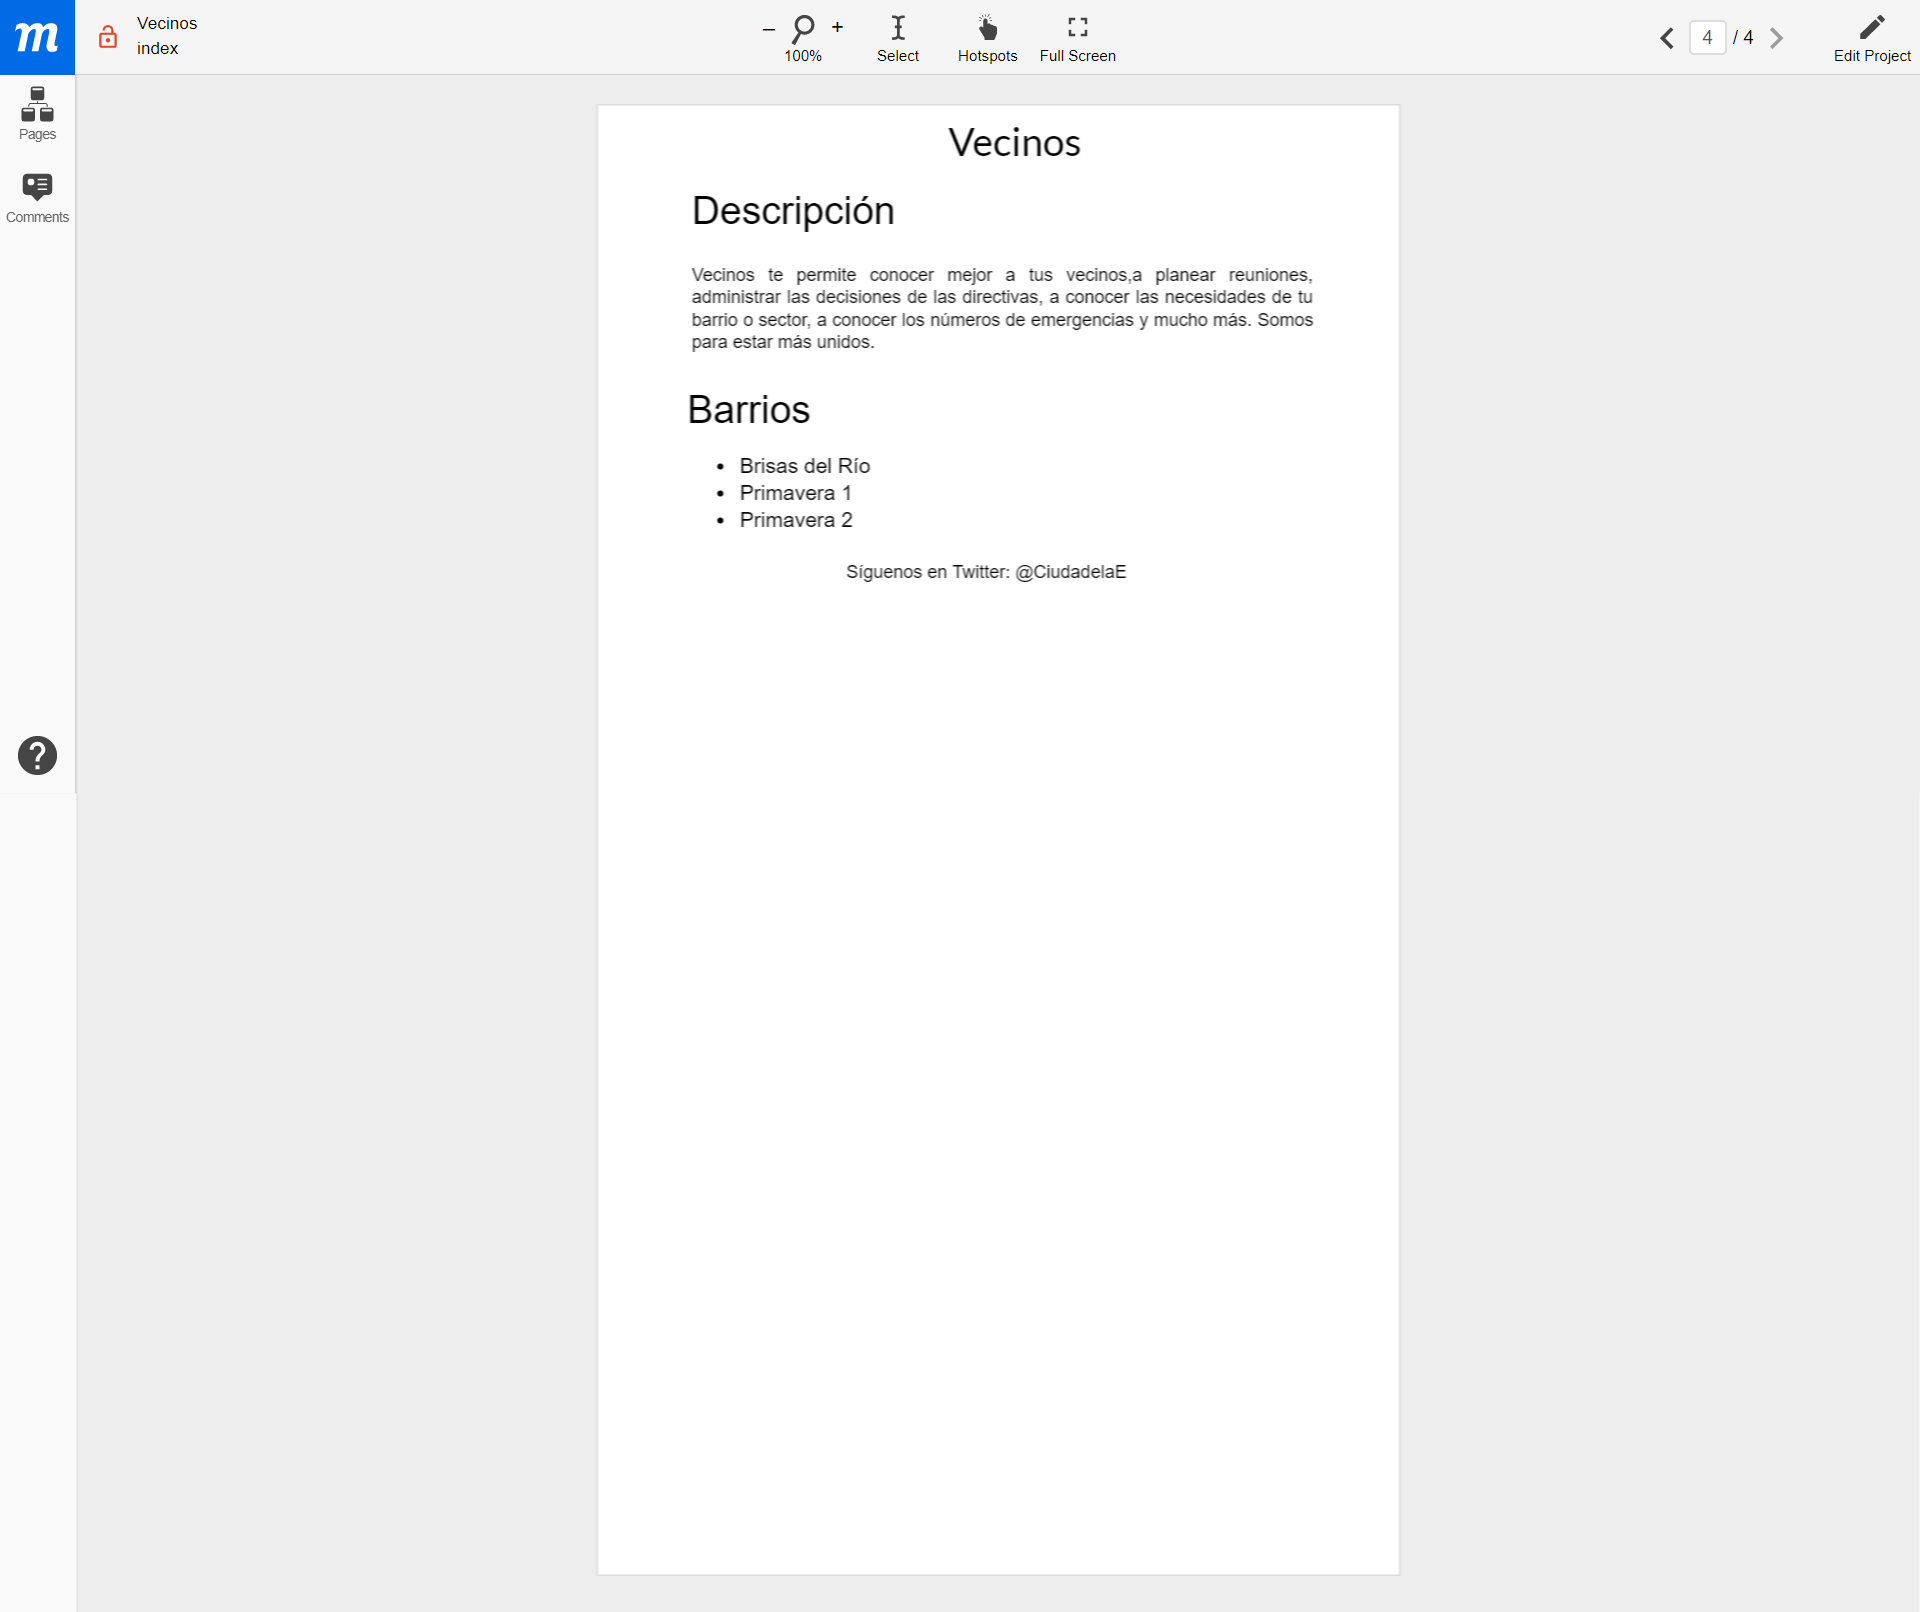 m
Vecinos
index
– 100% +
Select
Hotspots
Full Screen
4 / 4
Edit Project
Pages
Comments
?
Vecinos
Descripción
Vecinos te permite conocer mejor a tus vecinos,a planear reuniones,
administrar las decisiones de las directivas, a conocer las necesidades de tu
barrio o sector, a conocer los números de emergencias y mucho más. Somos
para estar más unidos.
Barrios
• Brisas del Río
• Primavera 1
• Primavera 2
Síguenos en Twitter: @CiudadelaE